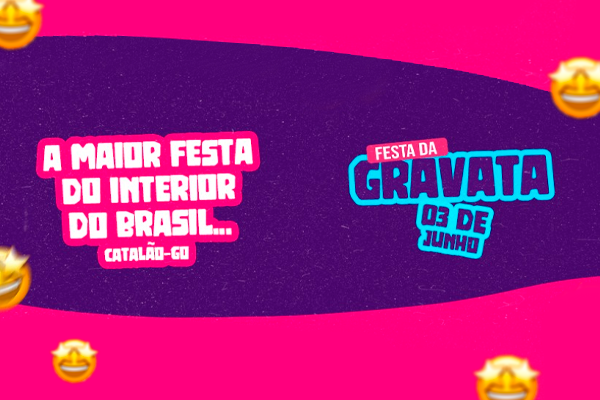 A MAIOR FESTA
DO INTERIOR
DO BRASIL...
CATALÃO-GO
FESTA DA
GRAVATA
03 DE
JUNHO